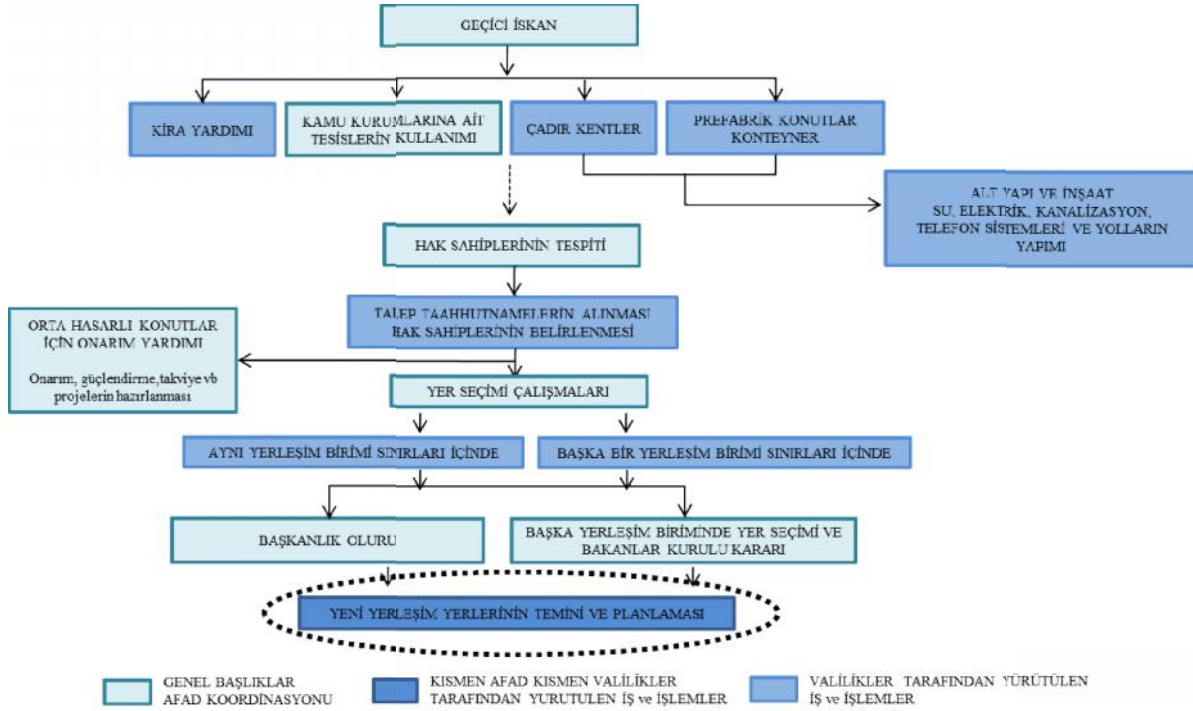 GEÇİCİ İSKAN
KİRA YARDIMI
KAMU KURUMLARINA AİT
TESİSLERİN KULLANIMI
ÇADIR KENTLER
PREFABRİK KONUTLAR
KONTEYNER
ALT YAPI VE İNŞAAT
SU, ELEKTRİK, KANALİZASYON,
TELEFON SİSTEMLERİ VE YOLLARIN
YAPIMI
HAK SAHİPLERİNİN TESPİTİ
TALEP TAAHHUTNAMELERİN ALINMASI
HAK SAHİPLERİNİN BELİRLENMESİ
ORTA HASARLI KONUTLAR
İÇİN ONARIM YARDIMI
Onarım, güçlendirme,takviye vb
projelerin hazırlanması
YER SEÇİMİ ÇALIŞMALARI
AYNI YERLEŞİM BİRİMİ SINIRLARI İÇİNDE
BAŞKA BİR YERLEŞİM BİRİMİ SINIRLARI İÇİNDE
BAŞKANLIK OLURU
BAŞKA YERLEŞİM BİRİMİNDE YER SEÇİMİ VE
BAKANLAR KURULU KARARI
YENİ YERLEŞİM YERLERİNİN TEMİNİ VE PLANLAMASI
GENEL BAŞLIKLAR
AFAD KOORDİNASYONU
KISMEN AFAD KISMEN VALİLİKLER
TARAFINDAN YURUTULEN İŞ ve İŞLEMLER
VALİLİKLER TARAFINDAN YÜRÜTÜLEN
İŞ ve İŞLEMLER